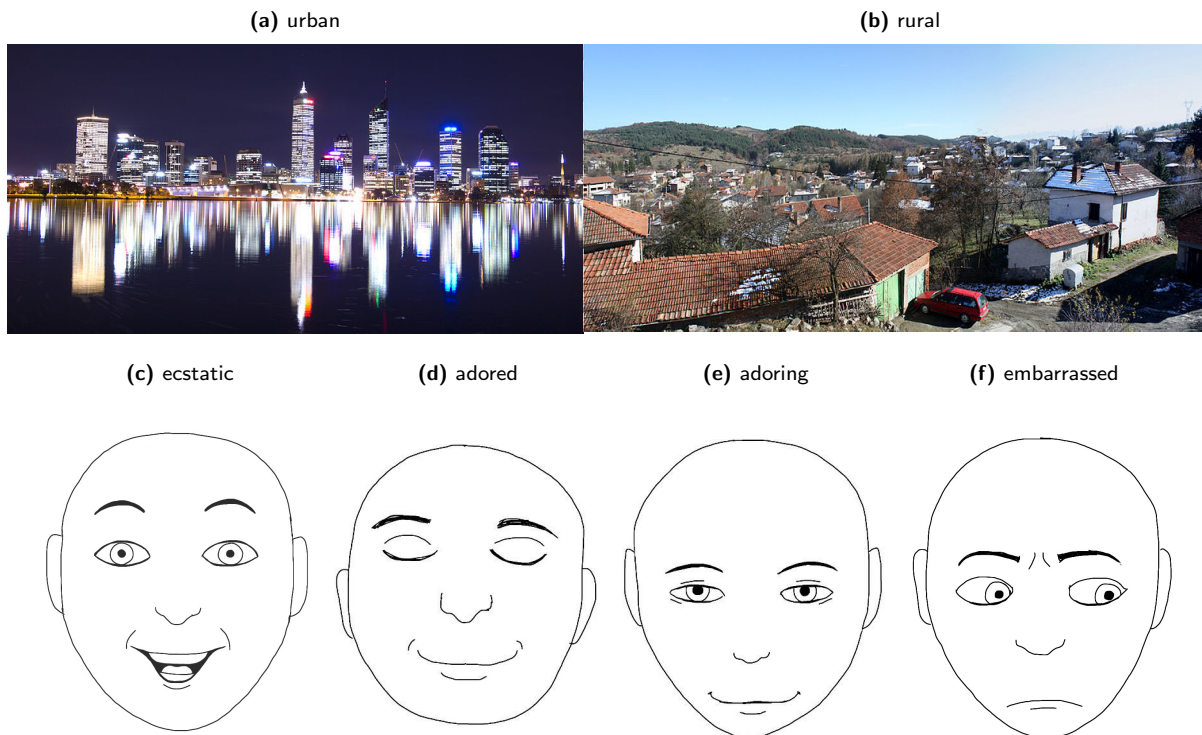 (a) urban
(b) rural
(c) ecstatic
(d) adored
(e) adoring
(f) embarrassed